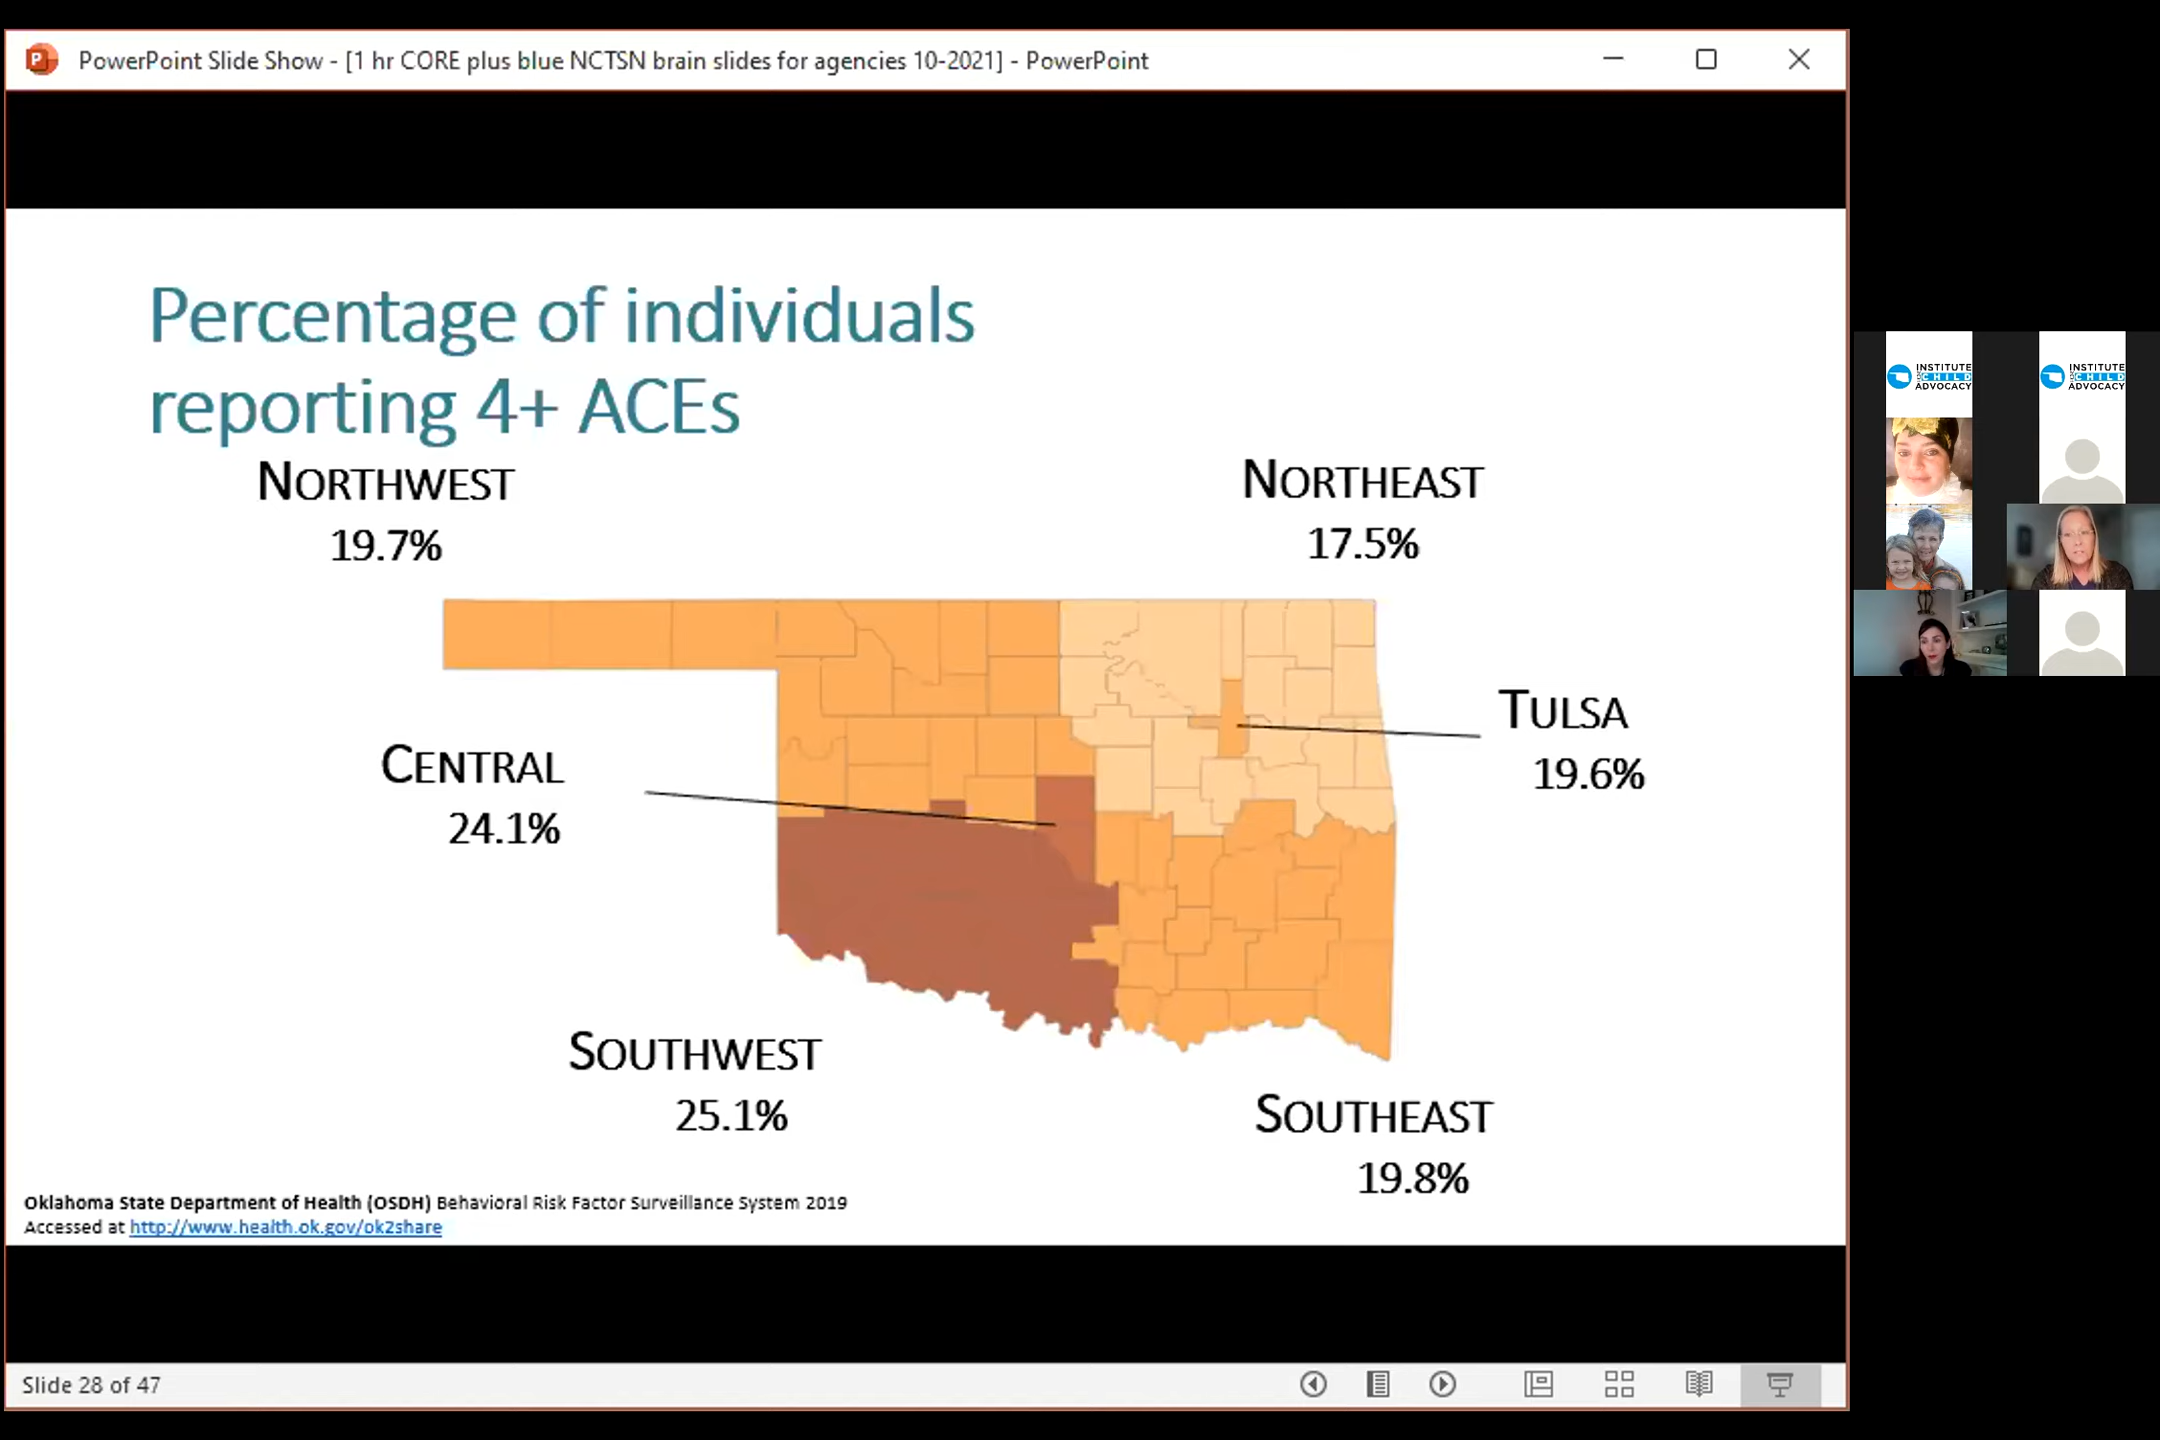 PowerPoint Slide Show - [1 hr CORE plus blue NCTSN brain slides for agencies 10-2021] - PowerPoint
Percentage of individuals
reporting 4+ ACEs
NORTHWEST
19.7%
NORTHEAST
17.5%
TULSA
19.6%
CENTRAL
24.1%
SOUTHWEST
25.1%
SOUTHEAST
19.8%
Oklahoma State Department of Health (OSDH) Behavioral Risk Factor Surveillance System 2019
Accessed at http://www.health.ok.gov/ok2share
Slide 28 of 47
INSTITUTE
CHILD
ADVOCACY
INSTITUTE
CHILD
ADVOCACY